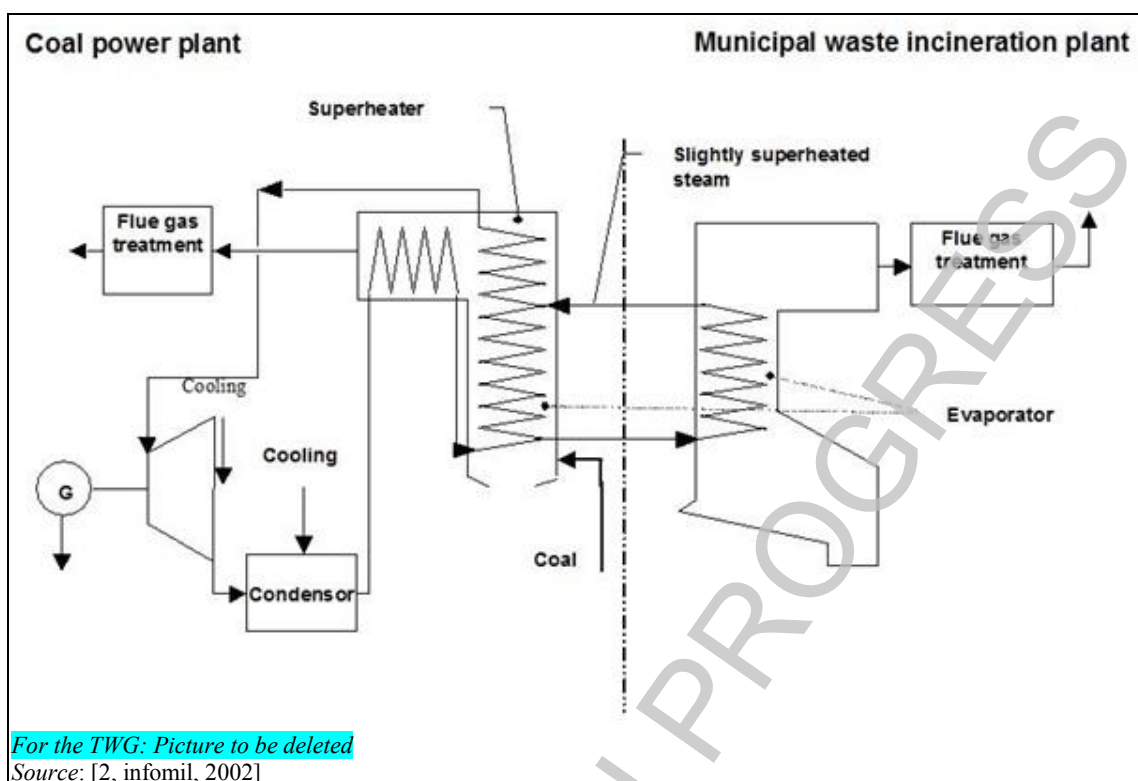 Coal power plant
Municipal waste incineration plant
Superheater
Slightly superheated
steam
Flue gas
treatment
Flue gas
treatment
Cooling
Evaporator
Cooling
G
Coal
Condensor
PROGRESS
For the TWG: Picture to be deleted
Source: [2, infomil, 2002]